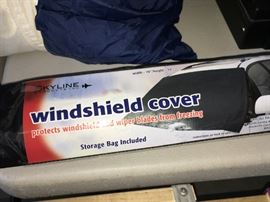 SKYLINE
windshield cover
protects windshield and wiper blades from freezing
Storage Bag Included